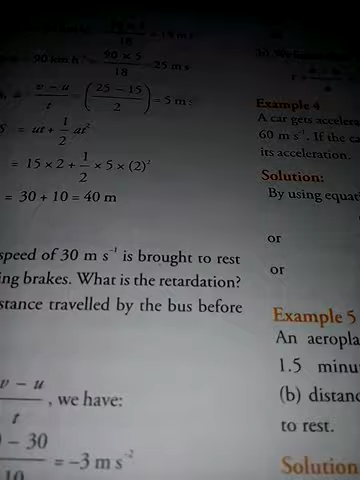 18
90 km h⁻¹ = 90 × 5 / 18 = 25 m s
v − u / t = (25 − 15 / 2) = 5 m s
S = ut + 1/2 at²
= 15 × 2 + 1/2 × 5 × (2)²
= 30 + 10 = 40 m
speed of 30 m s⁻¹ is brought to rest
ing brakes. What is the retardation?
stance travelled by the bus before
v − u / t , we have:
− 30 / 10 = −3 m s⁻²
Example 4
A car gets accelera
60 m s⁻¹. If the ca
its acceleration.
Solution:
By using equat
or
or
Example 5
An aeropla
1.5 minu
(b) distanc
to rest.
Solution